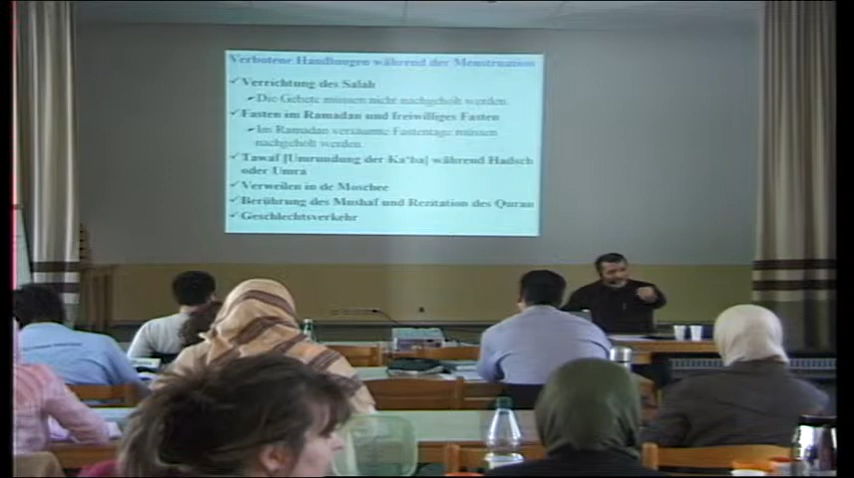 Verbotene Handlungen während der Menstruation
✓Verrichtung des Salah
Die Gebete müssen nicht nachgeholt werden.
✓Fasten im Ramadan und freiwilliges Fasten
Im Ramadan versäumte Fastentage müssen
nachgeholt werden.
✓Tawaf [Umrundung der Ka'ba] während Hadsch
oder Umra
✓Verweilen in de Moschee
✓Berührung des Mushaf und Rezitation des Quran
✓Geschlechtsverkehr